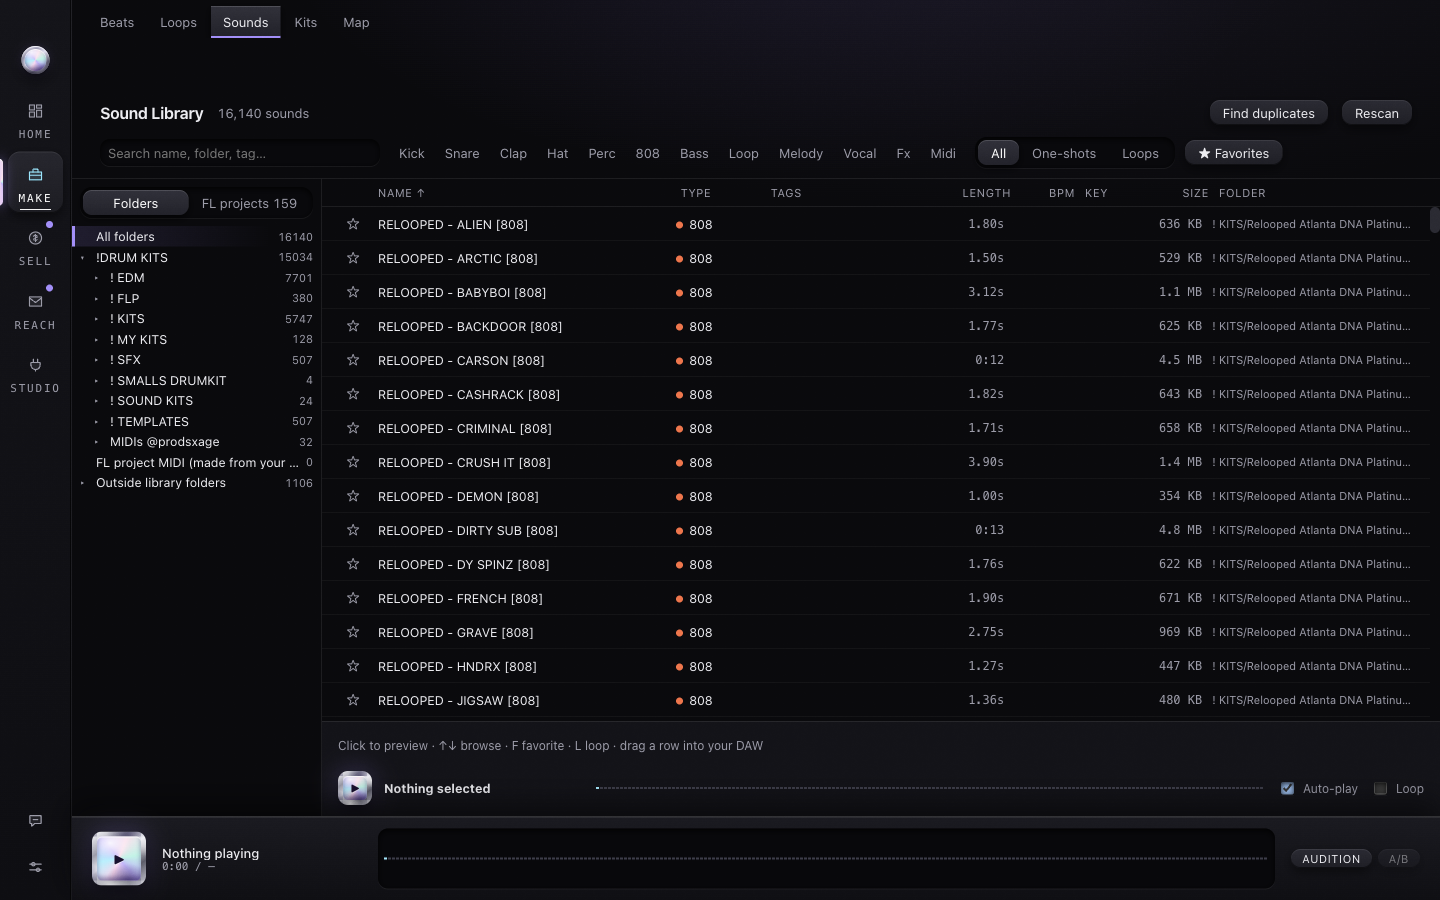 Beats Loops Sounds Kits Map
HOME
MAKE
SELL
REACH
STUDIO
Sound Library 16,140 sounds Find duplicates Rescan
Search name, folder, tag... Kick Snare Clap Hat Perc 808 Bass Loop Melody Vocal Fx Midi All One-shots Loops ★ Favorites
Folders FL projects 159
All folders 16140
!DRUM KITS 15034
! EDM 7701
! FLP 380
! KITS 5747
! MY KITS 128
! SFX 507
! SMALLS DRUMKIT 4
! SOUND KITS 24
! TEMPLATES 507
MIDIs @prodsxage 32
FL project MIDI (made from your ... 0
Outside library folders 1106
NAME ↑ TYPE TAGS LENGTH BPM KEY SIZE FOLDER
RELOOPED - ALIEN [808] 808 1.80s 636 KB ! KITS/Relooped Atlanta DNA Platinu...
RELOOPED - ARCTIC [808] 808 1.50s 529 KB ! KITS/Relooped Atlanta DNA Platinu...
RELOOPED - BABYBOI [808] 808 3.12s 1.1 MB ! KITS/Relooped Atlanta DNA Platinu...
RELOOPED - BACKDOOR [808] 808 1.77s 625 KB ! KITS/Relooped Atlanta DNA Platinu...
RELOOPED - CARSON [808] 808 0:12 4.5 MB ! KITS/Relooped Atlanta DNA Platinu...
RELOOPED - CASHRACK [808] 808 1.82s 643 KB ! KITS/Relooped Atlanta DNA Platinu...
RELOOPED - CRIMINAL [808] 808 1.71s 658 KB ! KITS/Relooped Atlanta DNA Platinu...
RELOOPED - CRUSH IT [808] 808 3.90s 1.4 MB ! KITS/Relooped Atlanta DNA Platinu...
RELOOPED - DEMON [808] 808 1.00s 354 KB ! KITS/Relooped Atlanta DNA Platinu...
RELOOPED - DIRTY SUB [808] 808 0:13 4.8 MB ! KITS/Relooped Atlanta DNA Platinu...
RELOOPED - DY SPINZ [808] 808 1.76s 622 KB ! KITS/Relooped Atlanta DNA Platinu...
RELOOPED - FRENCH [808] 808 1.90s 671 KB ! KITS/Relooped Atlanta DNA Platinu...
RELOOPED - GRAVE [808] 808 2.75s 969 KB ! KITS/Relooped Atlanta DNA Platinu...
RELOOPED - HNDRX [808] 808 1.27s 447 KB ! KITS/Relooped Atlanta DNA Platinu...
RELOOPED - JIGSAW [808] 808 1.36s 480 KB ! KITS/Relooped Atlanta DNA Platinu...
Click to preview · ↑↓ browse · F favorite · L loop · drag a row into your DAW
Nothing selected Auto-play Loop
Nothing playing
0:00 / —
AUDITION A/B